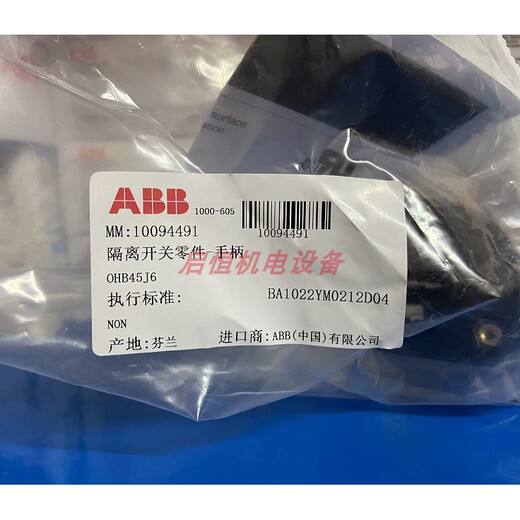 surface
ABB 1000-605
MM:10094491 10094491
隔离开关零件-手柄
启恒机电设备
OHB45J6
执行标准: BA1022YM0212D04
NON
产地:芬兰 进口商:ABB(中国)有限公司